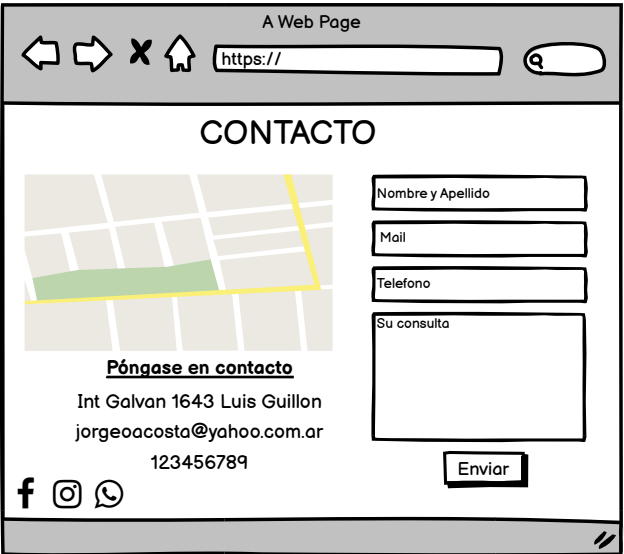 A Web Page
https://
CONTACTO
Nombre y Apellido
Mail
Telefono
Su consulta
Enviar
Póngase en contacto
Int Galvan 1643 Luis Guillon
jorgeoacosta@yahoo.com.ar
123456789